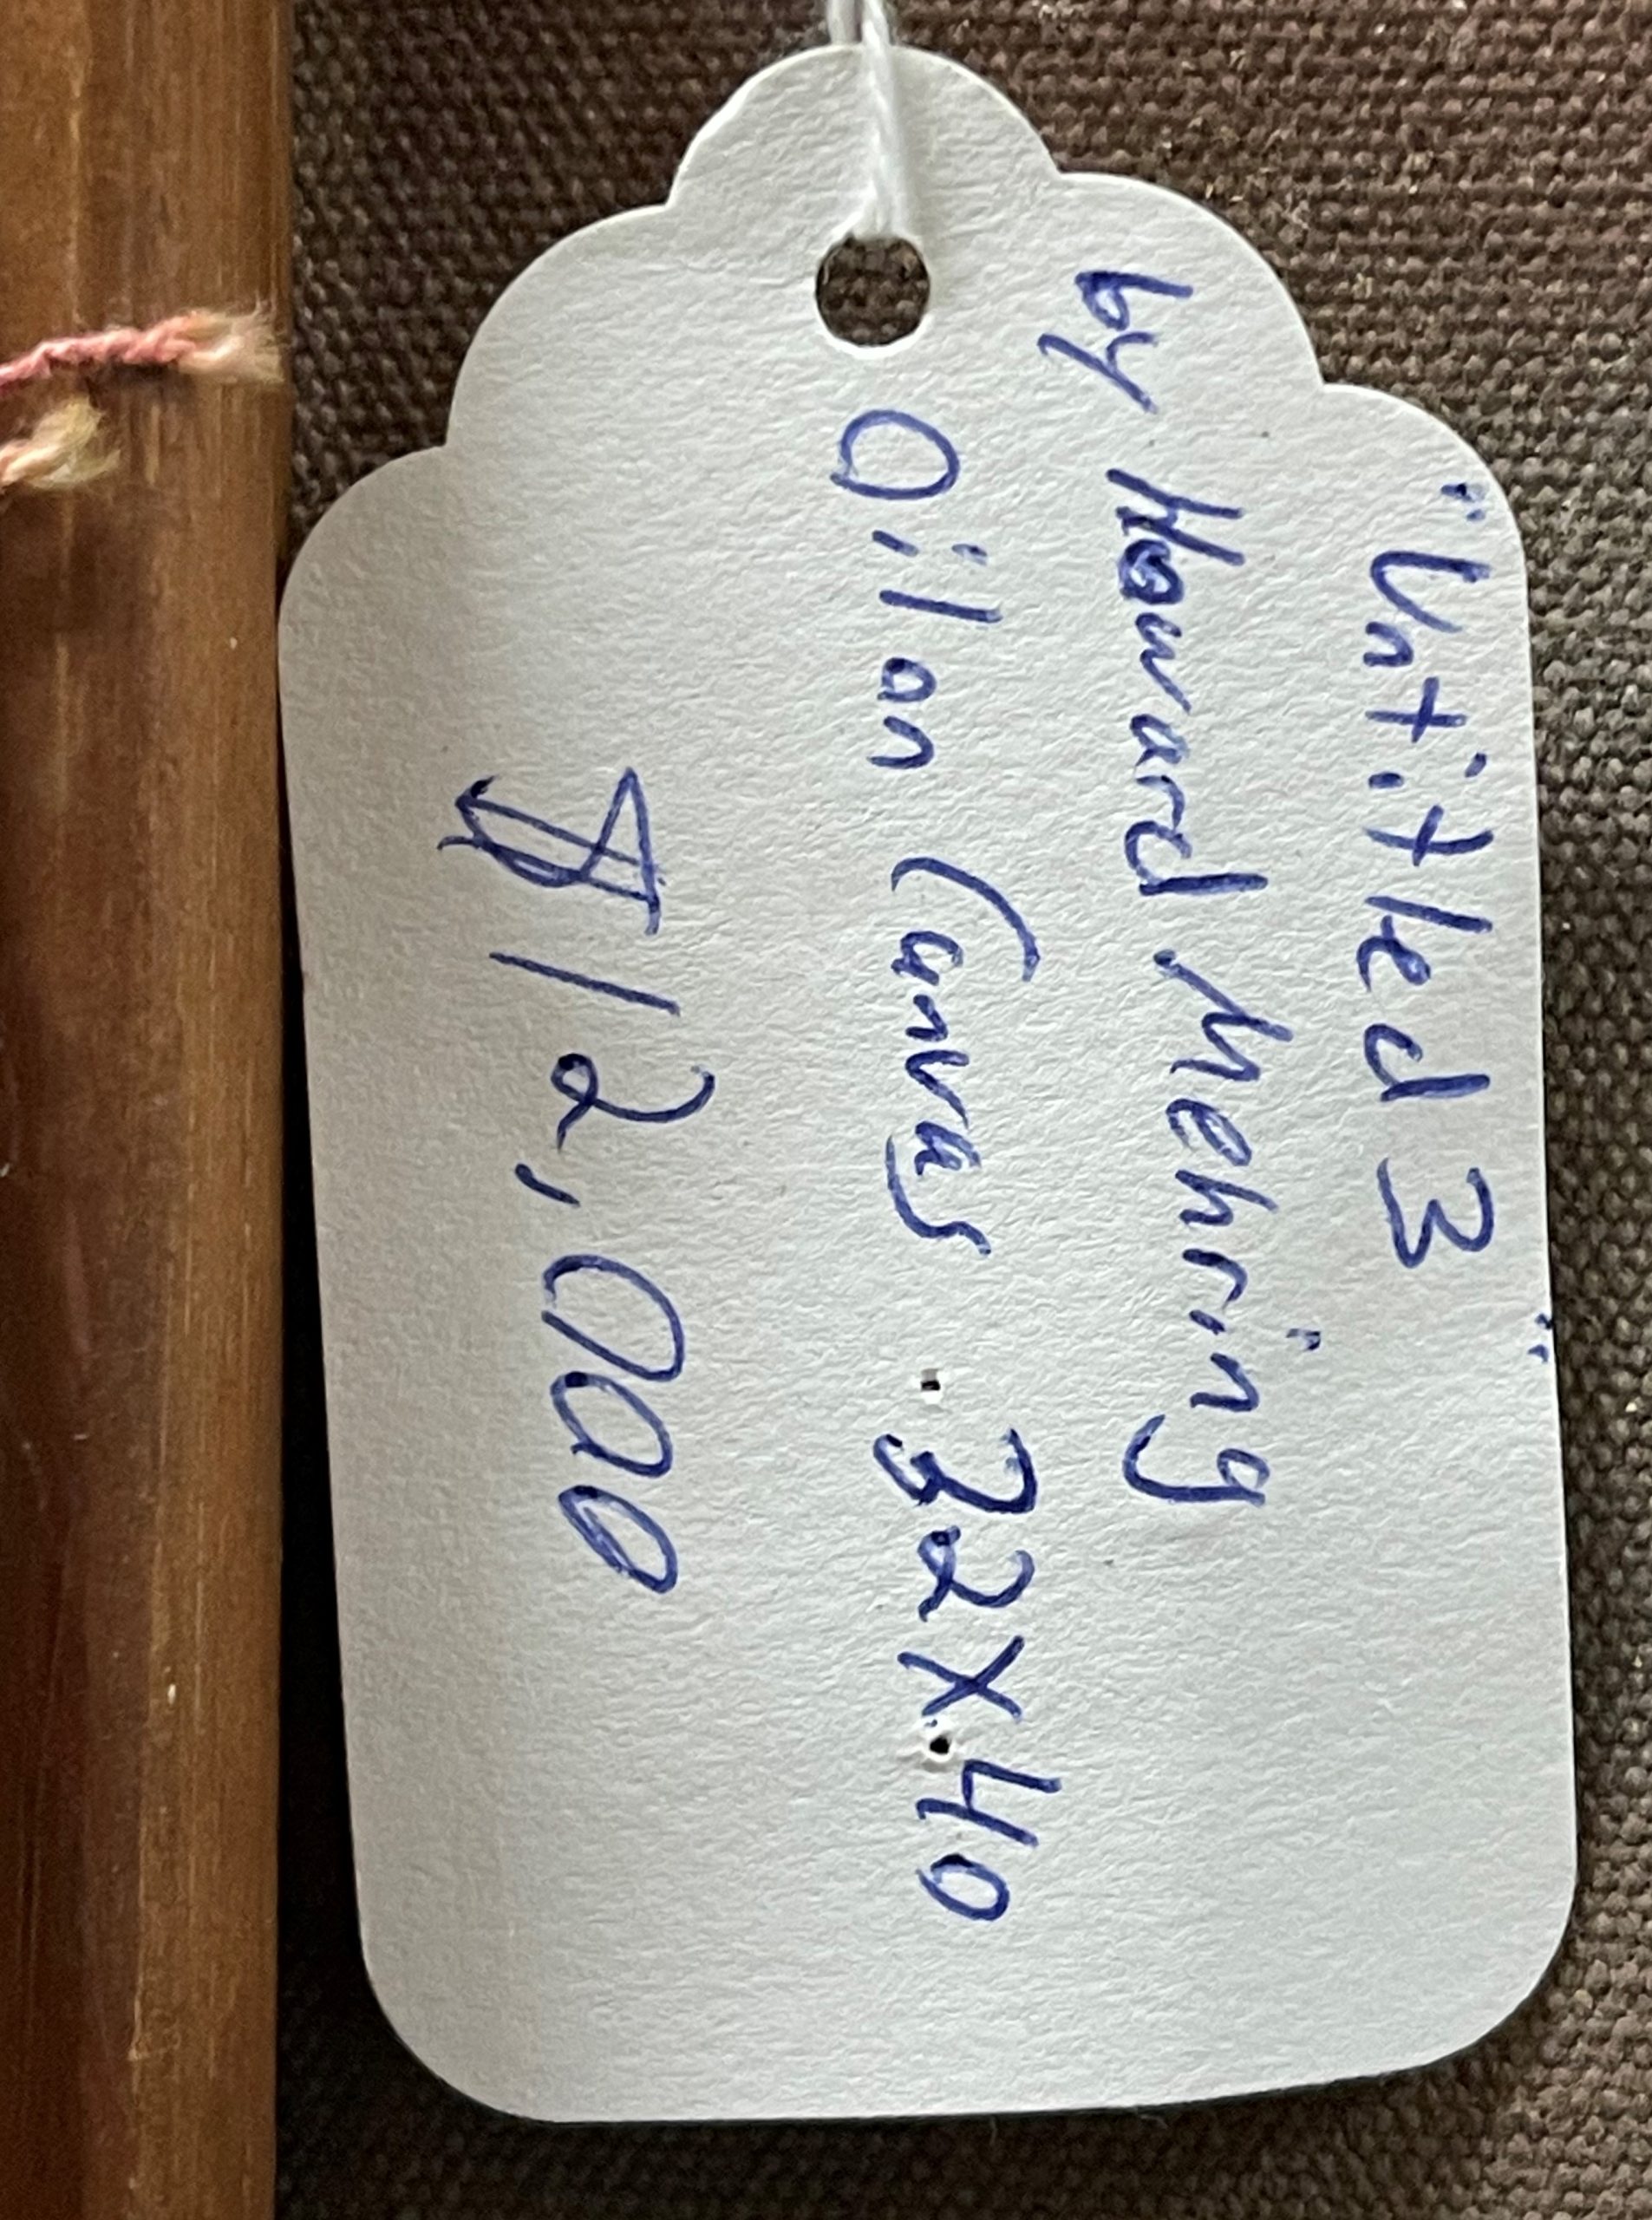 "Untitled 3"
by Howard Mehring
Oil on Canvas 32x40
$12,000